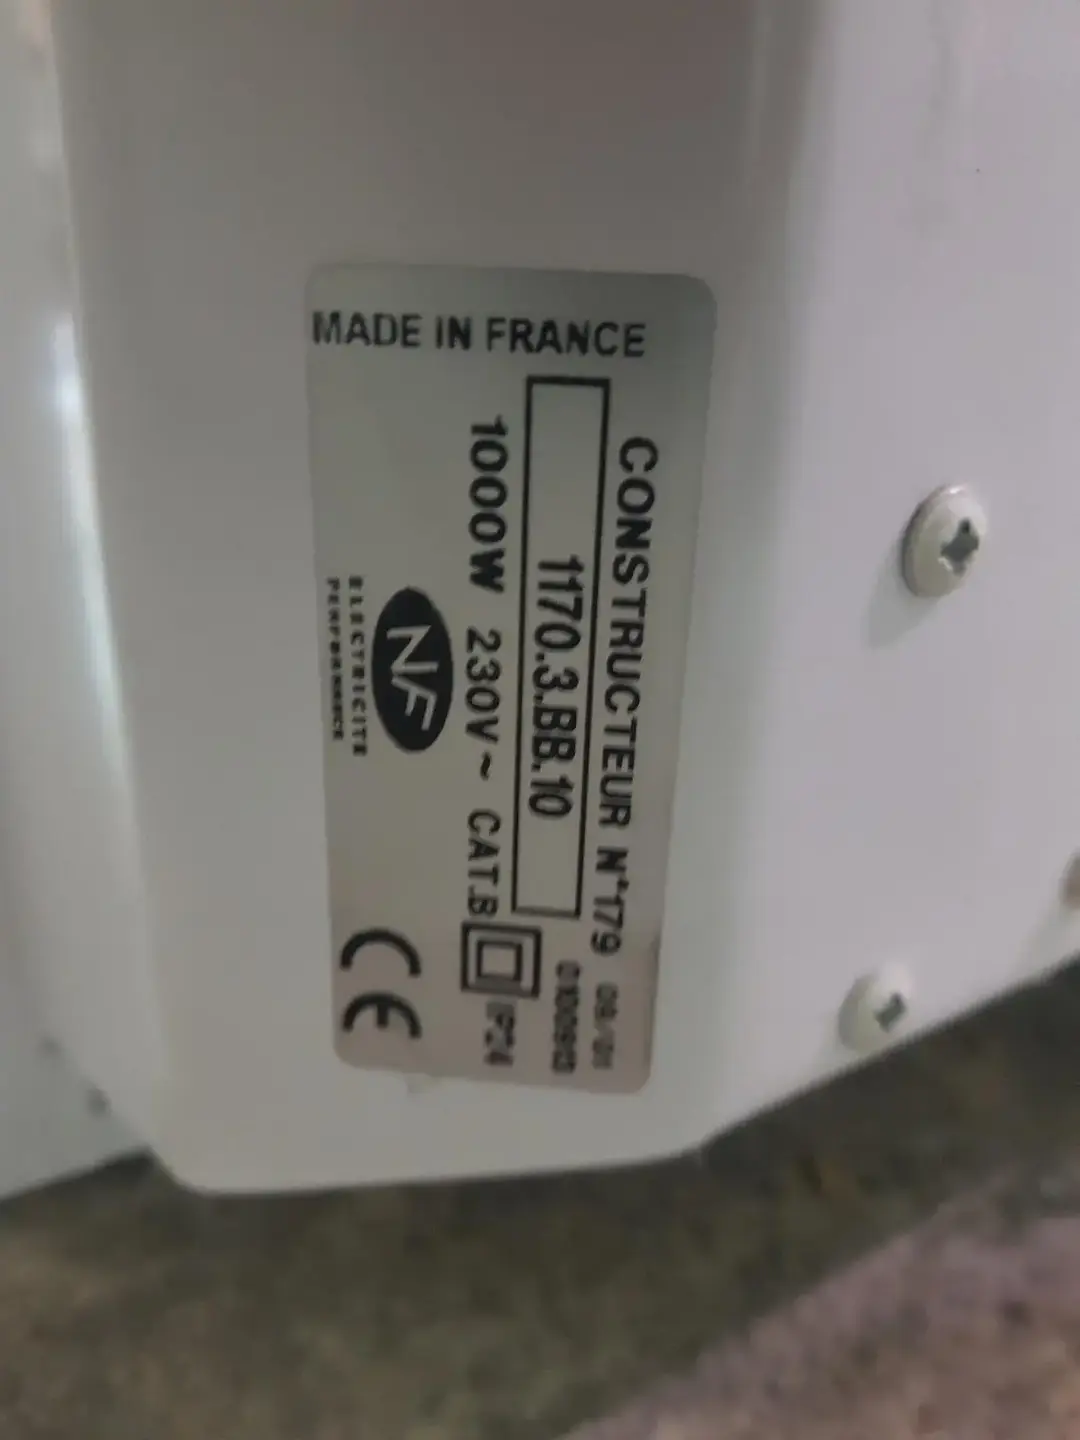 MADE IN FRANCE
CONSTRUCTEUR N°179
1170.3.BB.10
1000W 230V~ CAT.B IP24
NF
ELECTRICITE
PERFORMANCE
CE